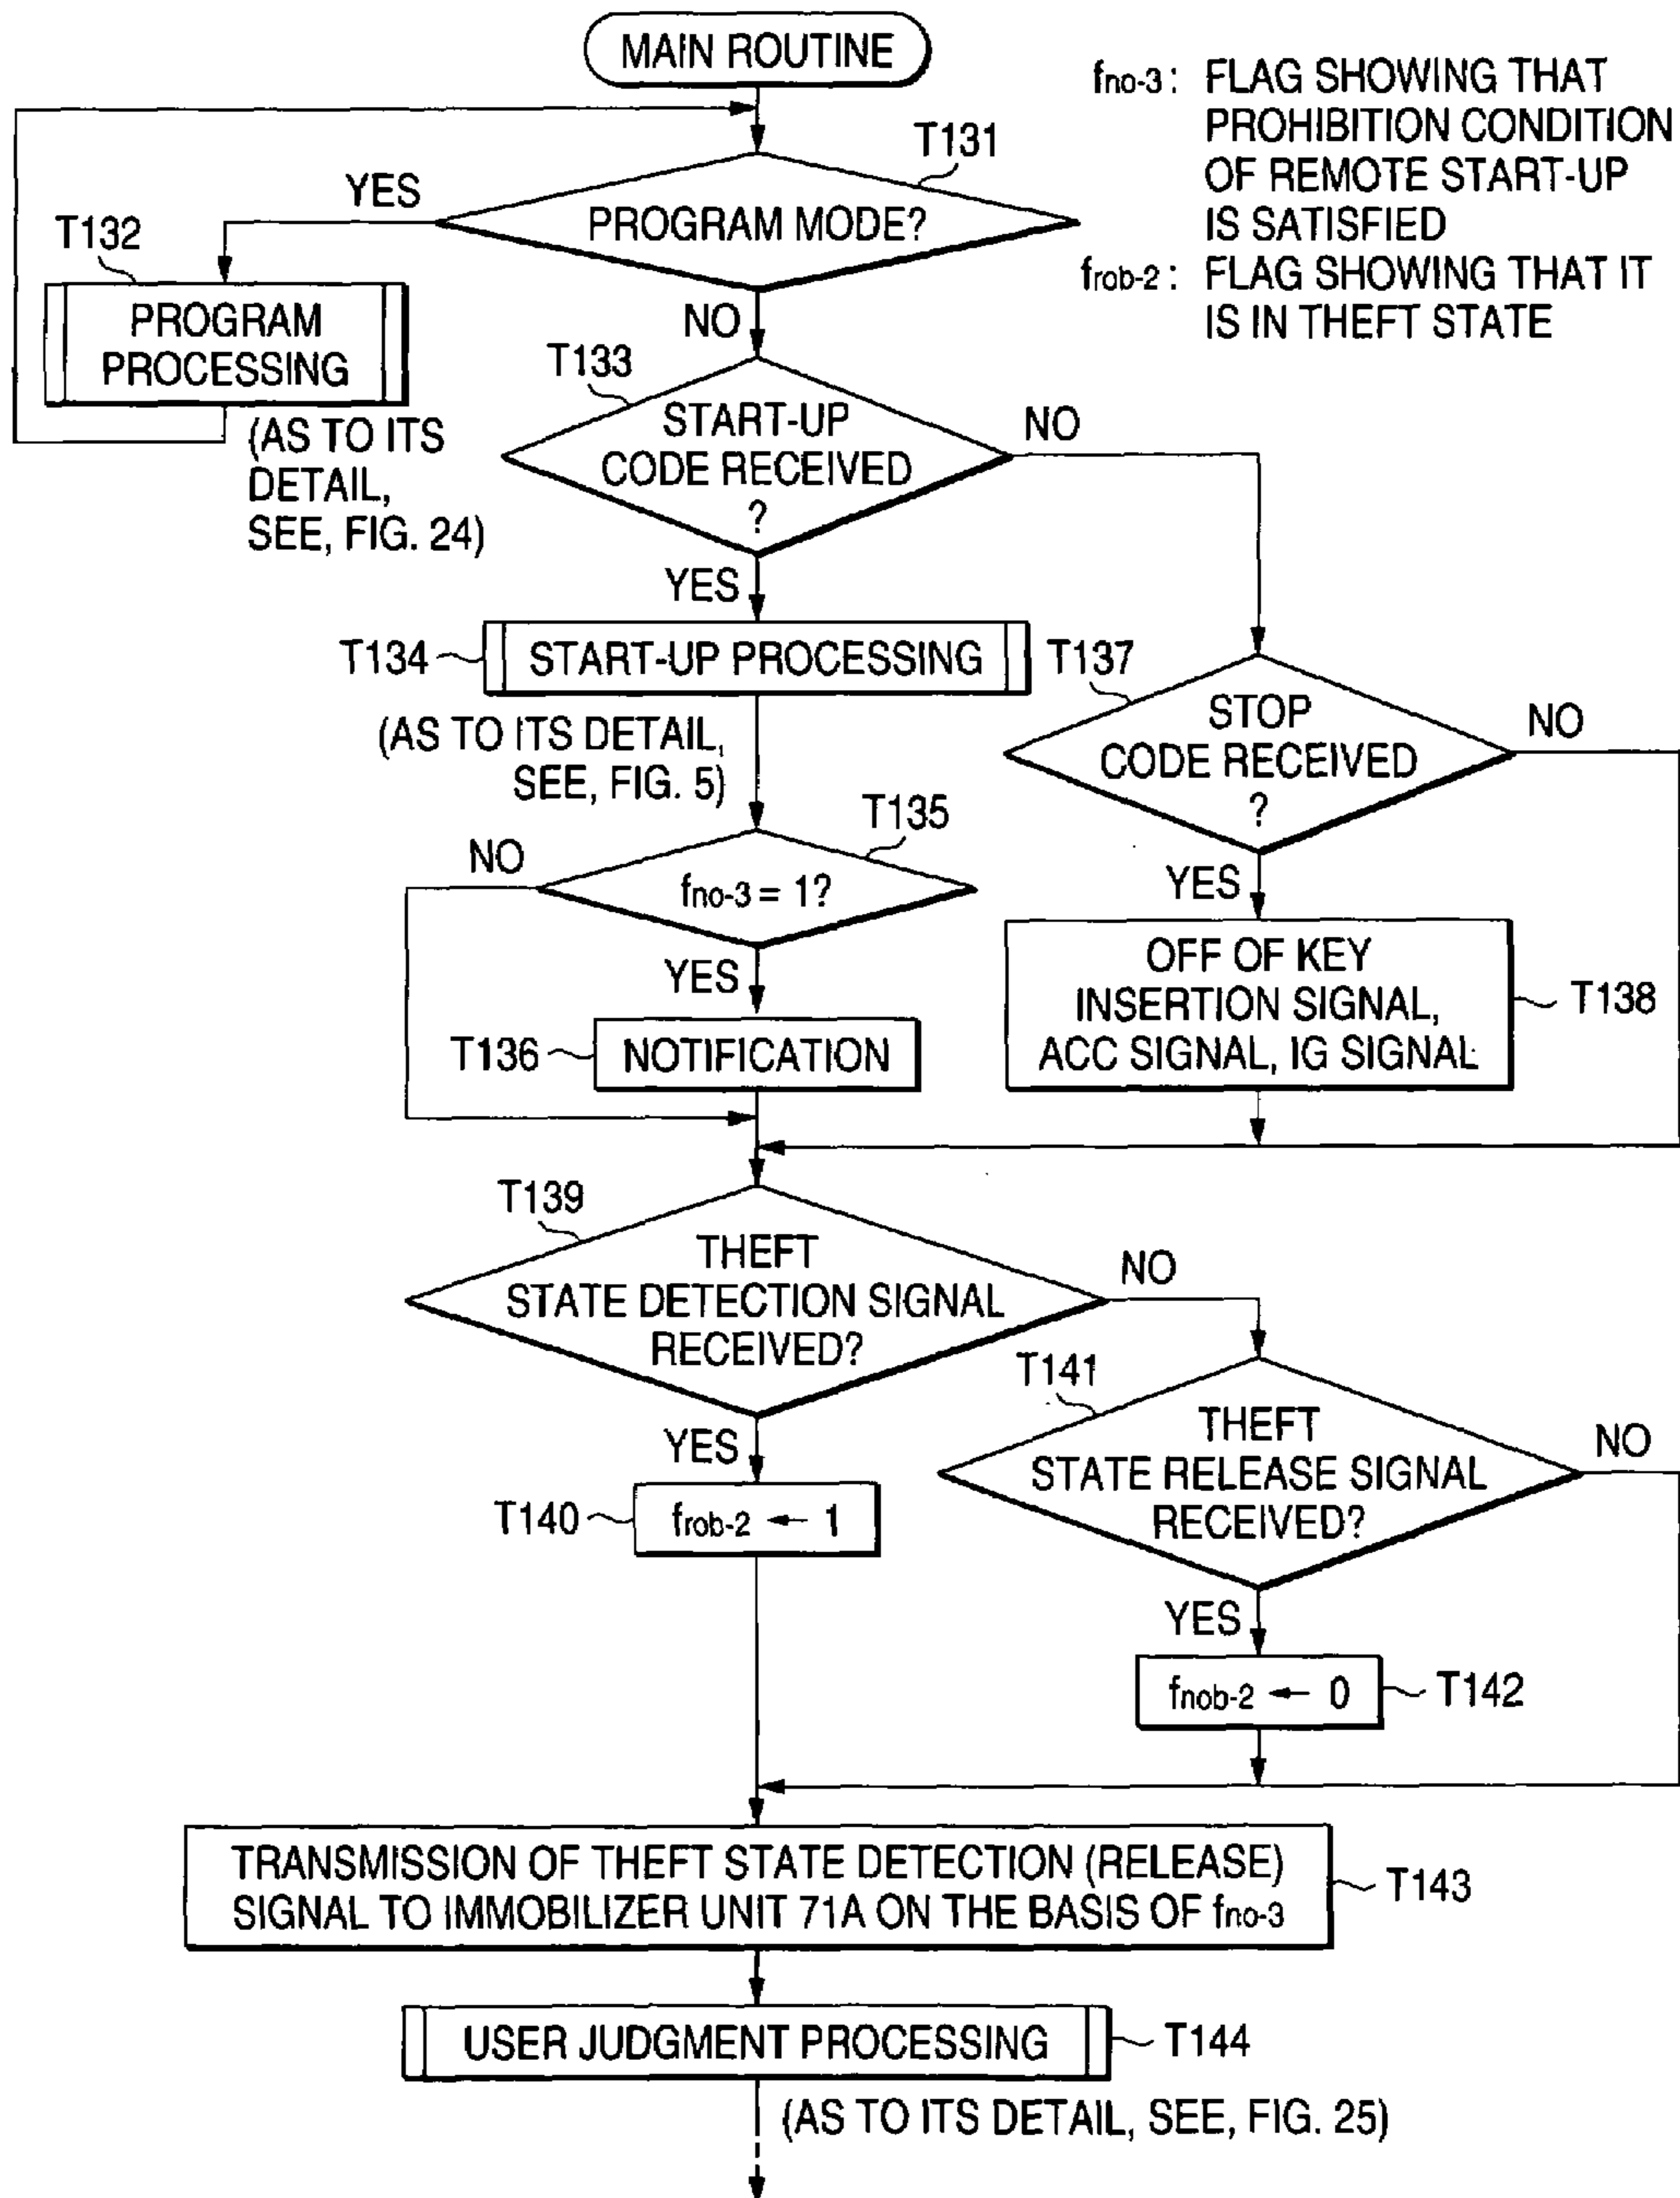 MAIN ROUTINE
fno-3: FLAG SHOWING THAT
PROHIBITION CONDITION
OF REMOTE START-UP
IS SATISFIED
frob-2: FLAG SHOWING THAT IT
IS IN THEFT STATE
T131
PROGRAM MODE?
YES
NO
T132
PROGRAM
PROCESSING
(AS TO ITS
DETAIL,
SEE, FIG. 24)
T133
START-UP
CODE RECEIVED
?
NO
YES
T134
START-UP PROCESSING
(AS TO ITS DETAIL,
SEE, FIG. 5)
T137
STOP
CODE RECEIVED
?
NO
YES
T135
fno-3 = 1?
NO
YES
T136
NOTIFICATION
OFF OF KEY
INSERTION SIGNAL,
ACC SIGNAL, IG SIGNAL
T138
T139
THEFT
STATE DETECTION SIGNAL
RECEIVED?
NO
YES
T140
frob-2 ← 1
T141
THEFT
STATE RELEASE SIGNAL
RECEIVED?
NO
YES
fnob-2 ← 0
T142
TRANSMISSION OF THEFT STATE DETECTION (RELEASE)
SIGNAL TO IMMOBILIZER UNIT 71A ON THE BASIS OF fno-3
T143
USER JUDGMENT PROCESSING
T144
(AS TO ITS DETAIL, SEE, FIG. 25)